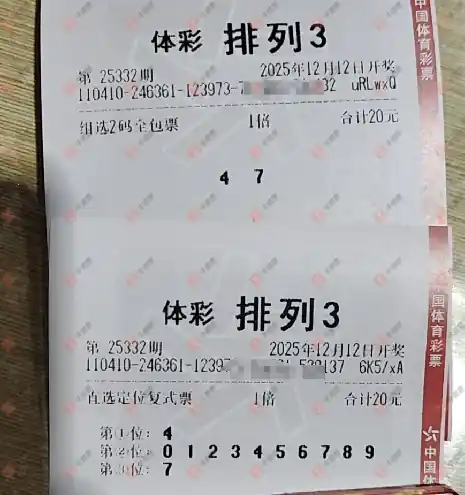 中国体育彩票
体彩 排列3
第 25332期 2025年12月12日开奖
110410-246361-123973-7 32 uRLwxQ
组选2码全包票 1倍 合计20元
4 7
体彩 排列3
中国体育彩票
第 25332期 2025年12月12日开奖
110410-246361-1239 137 6K5/xA
直选定位复式票 1倍 合计20元
第1位: 4
第2位: 0 1 2 3 4 5 6 7 8 9
第3位: 7
中国体